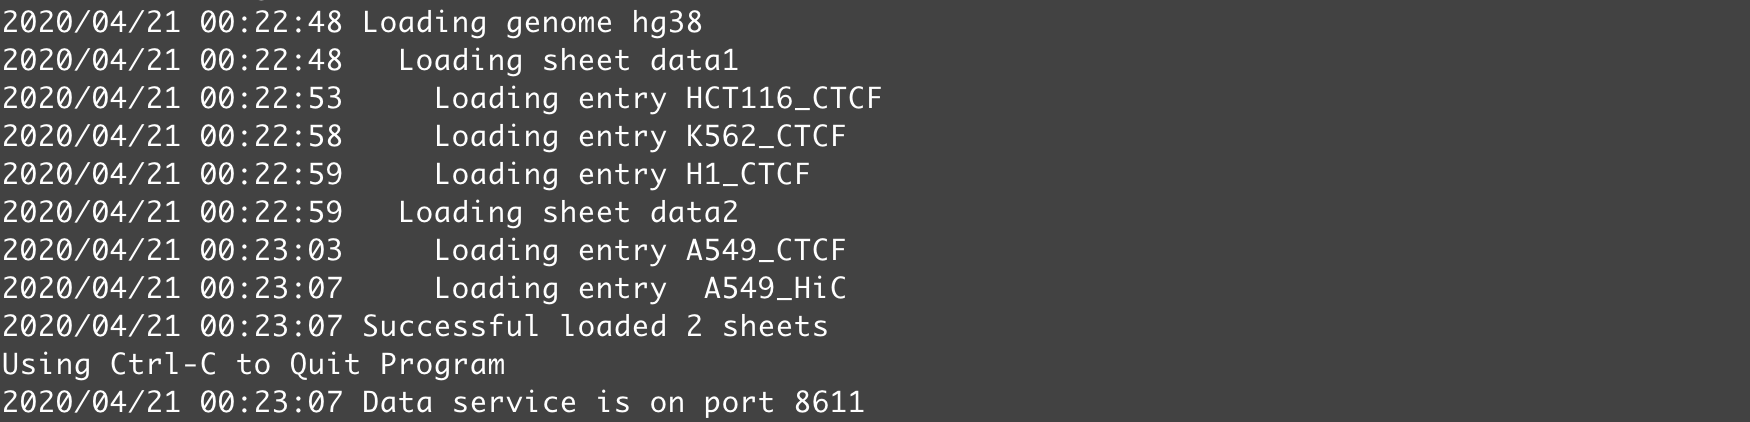 2020/04/21 00:22:48 Loading genome hg38
2020/04/21 00:22:48   Loading sheet data1
2020/04/21 00:22:53     Loading entry HCT116_CTCF
2020/04/21 00:22:58     Loading entry K562_CTCF
2020/04/21 00:22:59     Loading entry H1_CTCF
2020/04/21 00:22:59   Loading sheet data2
2020/04/21 00:23:03     Loading entry A549_CTCF
2020/04/21 00:23:07     Loading entry  A549_HiC
2020/04/21 00:23:07 Successful loaded 2 sheets
Using Ctrl-C to Quit Program
2020/04/21 00:23:07 Data service is on port 8611